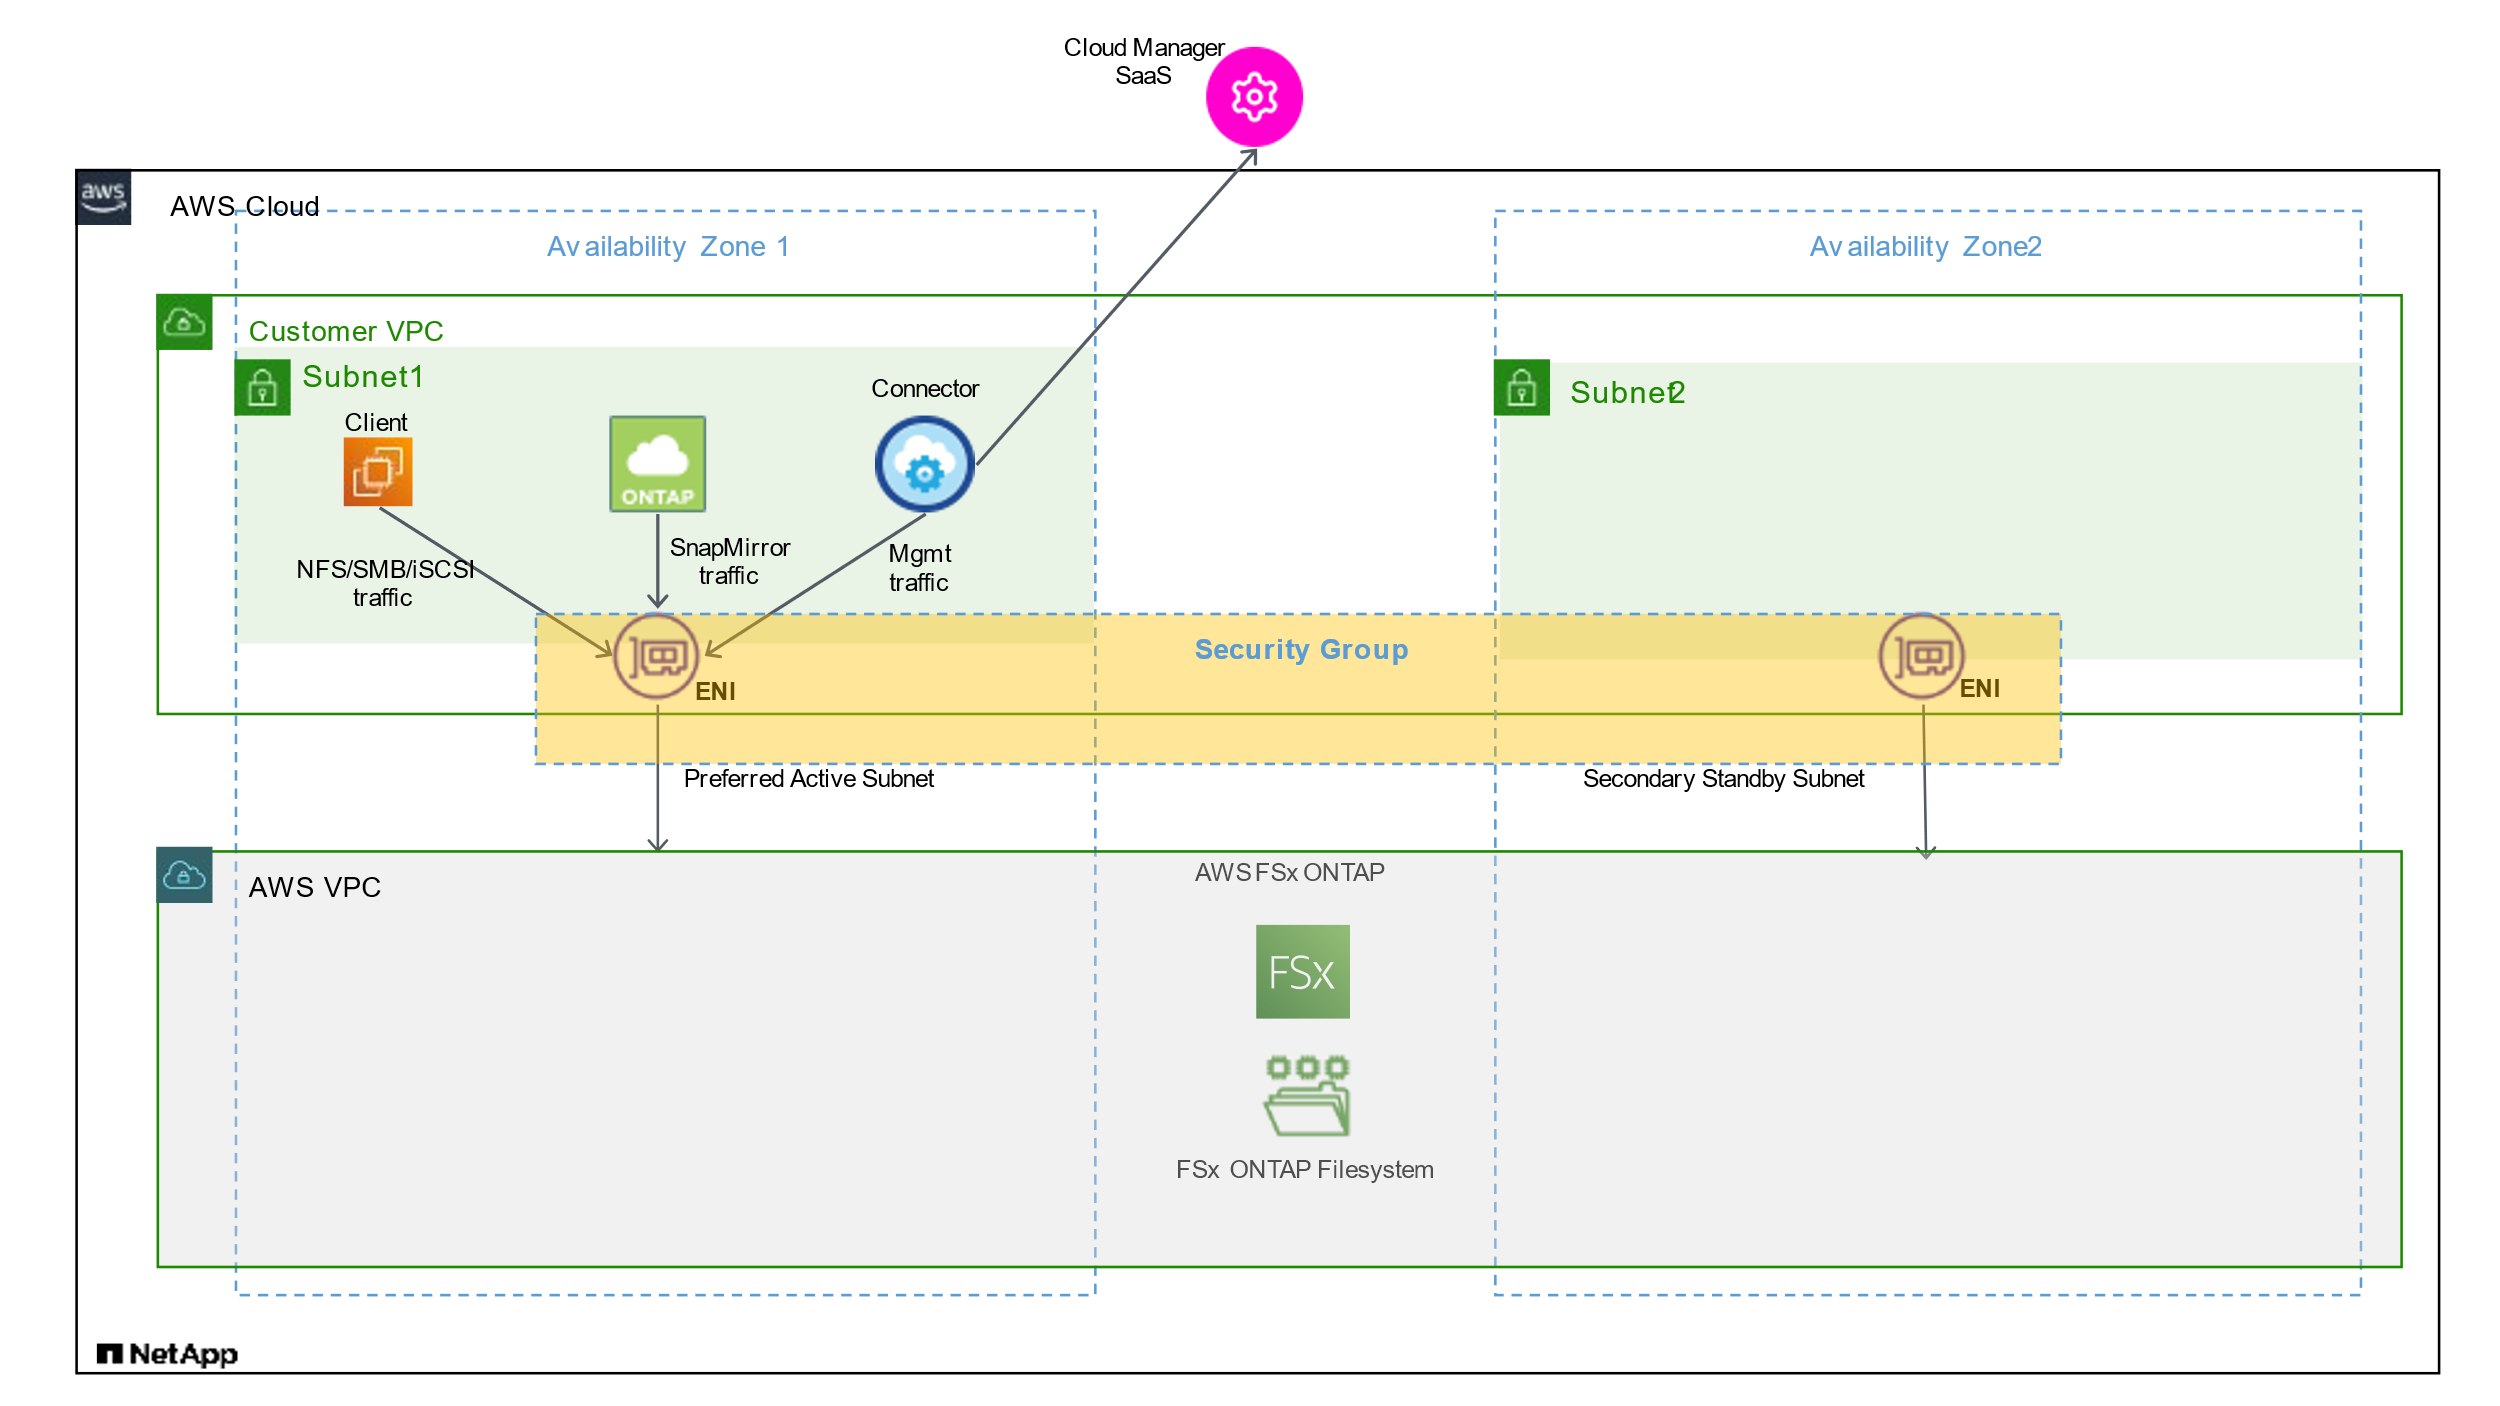 Cloud Manager
SaaS
aws
AWS Cloud
Availability Zone 1
Availability Zone2
Customer VPC
Subnet1
Subnet2
Client
ONTAP
Connector
NFS/SMB/iSCSI
traffic
SnapMirror
traffic
Mgmt
traffic
Security Group
ENI
ENI
Preferred Active Subnet
Secondary Standby Subnet
AWS VPC
AWS FSx ONTAP
FSx
FSx ONTAP Filesystem
NetApp